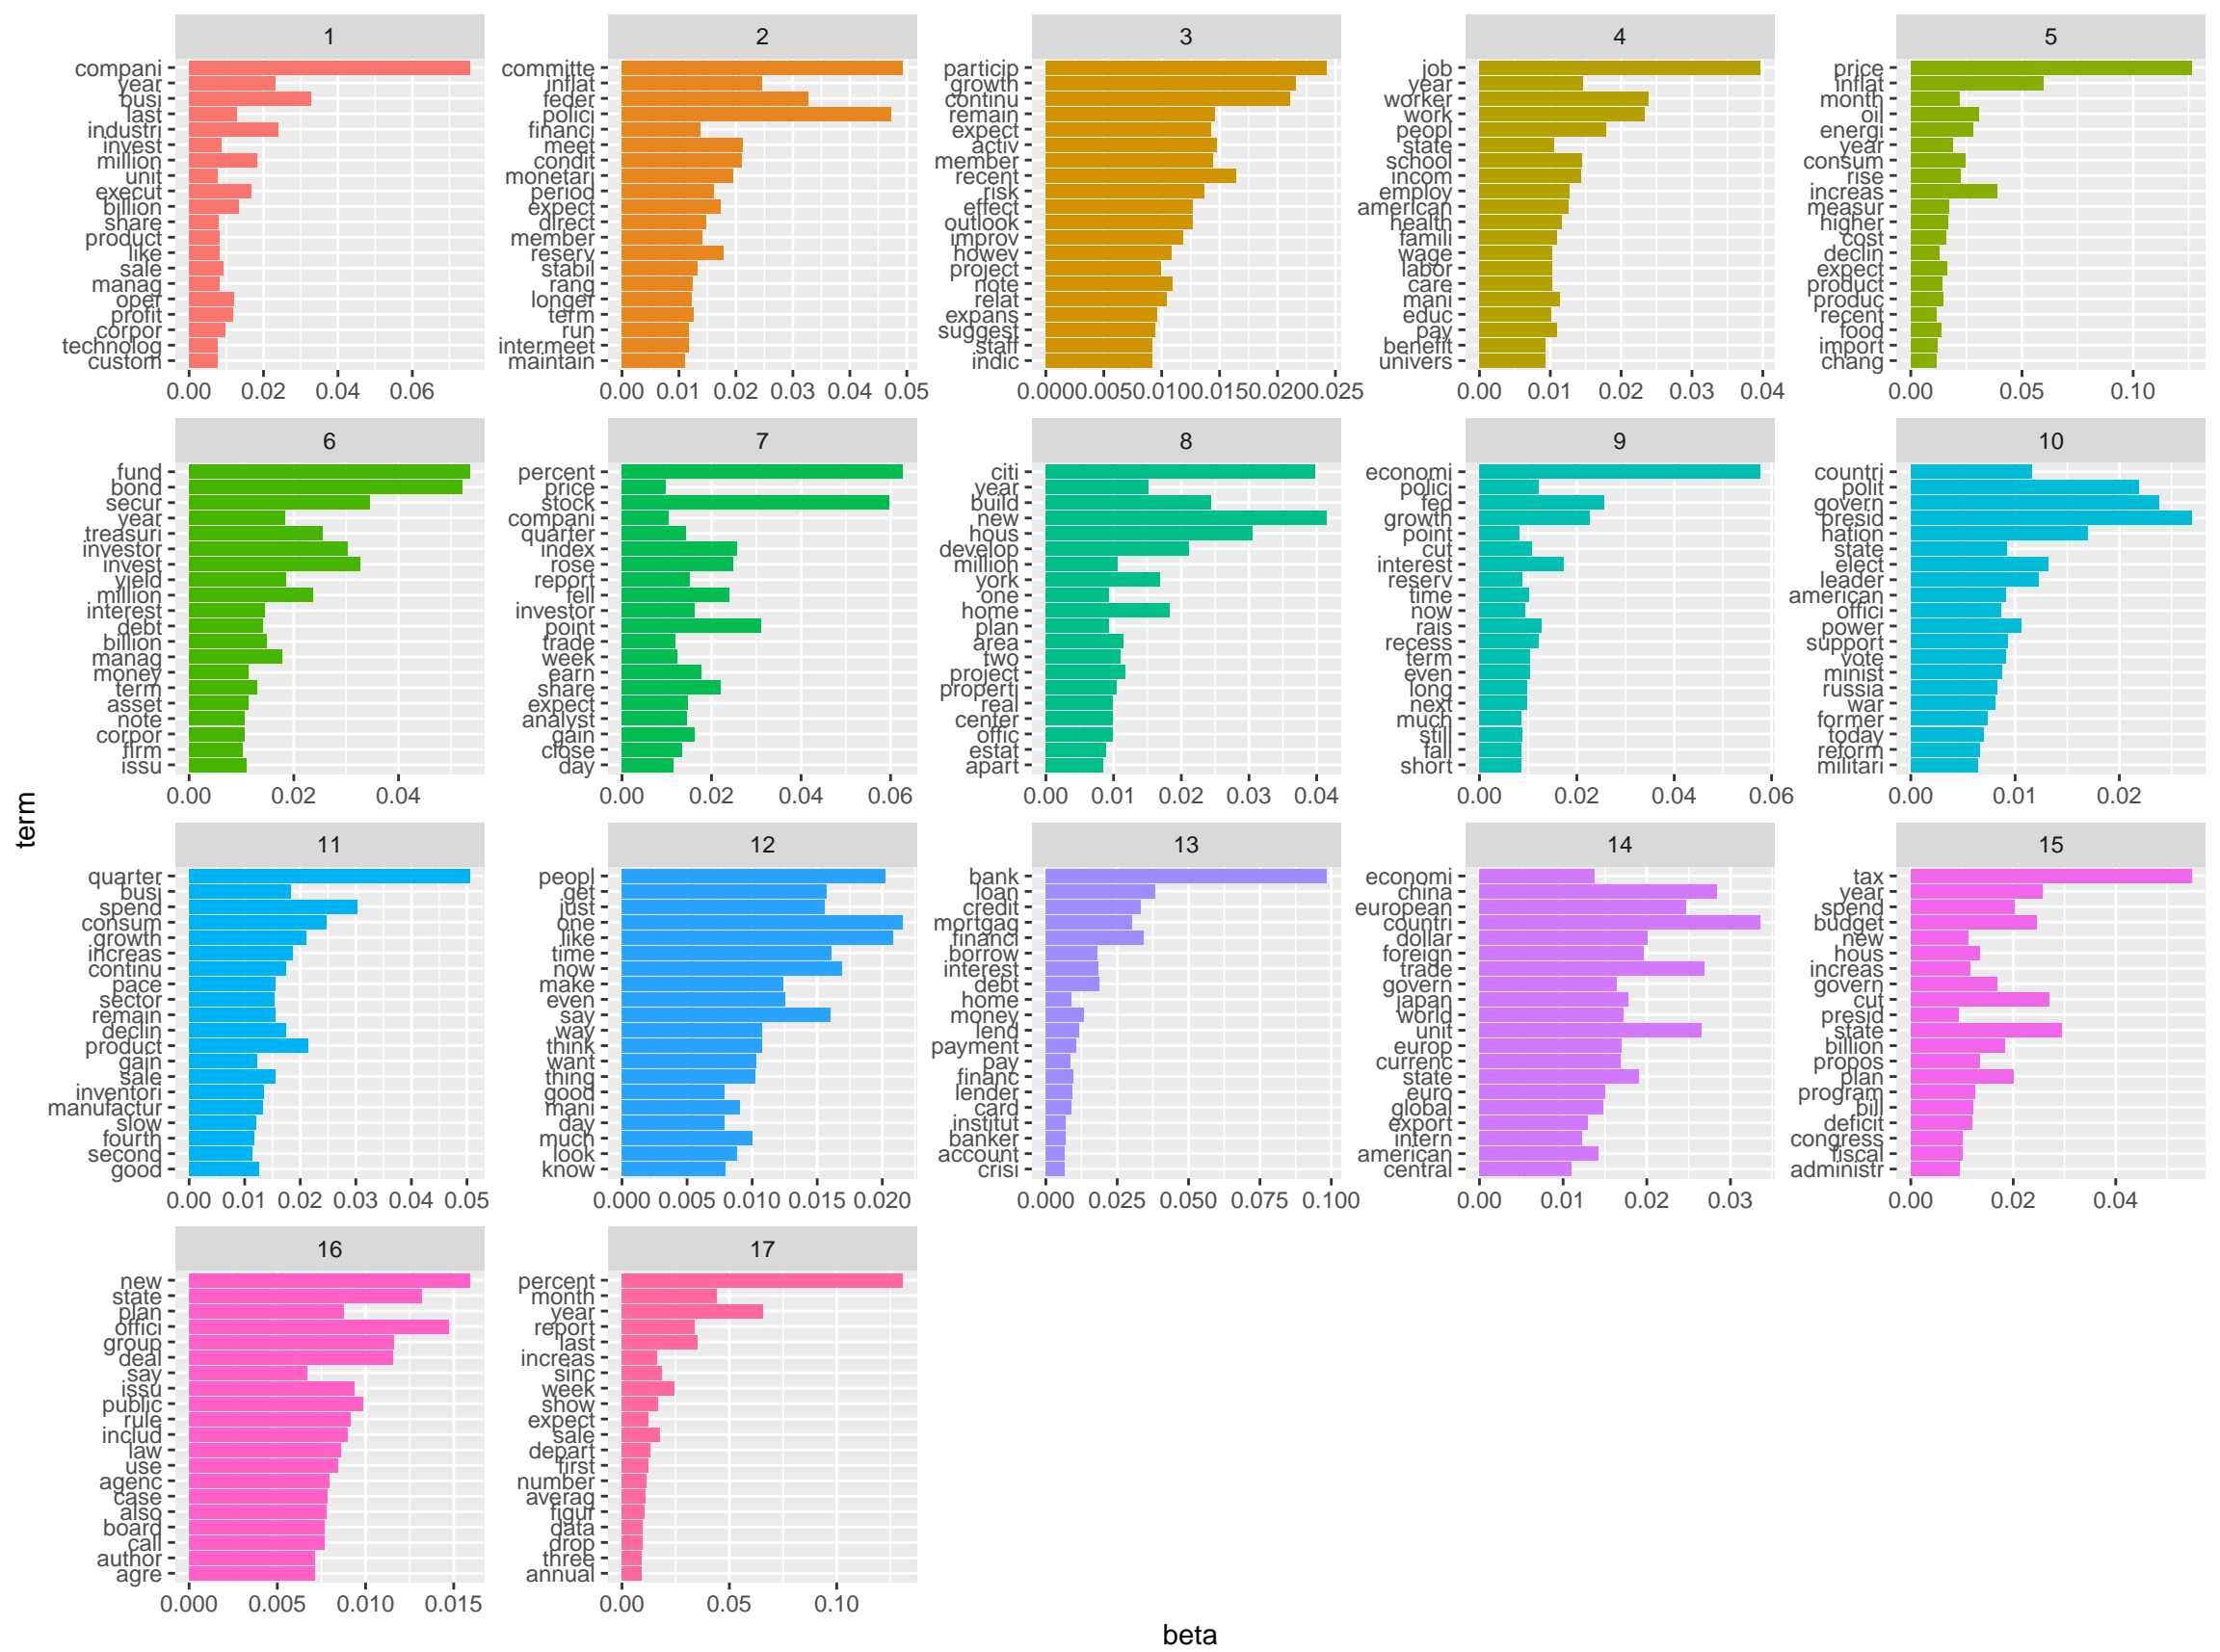 1
compani
year
busi
last
industri
invest
million
unit
execut
billion
share
product
like
sale
manag
oper
profit
corpor
technolog
custom
0.00 0.02 0.04 0.06
2
committe
inflat
feder
polici
financi
meet
condit
monetari
period
expect
direct
member
reserv
stabil
rang
longer
term
run
intermeet
maintain
0.00 0.01 0.02 0.03 0.04 0.05
3
particip
growth
continu
remain
expect
activ
member
recent
risk
effect
outlook
improv
howev
project
note
relat
expans
suggest
staff
indic
0.000 0.005 0.010 0.015 0.020 0.025
4
job
year
worker
work
peopl
state
school
incom
employ
american
health
famili
wage
labor
care
mani
educ
pay
benefit
univers
0.00 0.01 0.02 0.03 0.04
5
price
inflat
month
oil
energi
year
consum
rise
increas
measur
higher
cost
declin
expect
product
produc
recent
food
import
chang
0.00 0.05 0.10
6
fund
bond
secur
year
treasuri
investor
invest
yield
million
interest
debt
billion
manag
money
term
asset
note
corpor
firm
issu
0.00 0.02 0.04
7
percent
price
stock
compani
quarter
index
rose
report
fell
investor
point
trade
week
earn
share
expect
analyst
gain
close
day
0.00 0.02 0.04 0.06
8
citi
year
build
new
hous
develop
million
york
one
home
plan
area
two
project
properti
real
center
offic
estat
apart
0.00 0.01 0.02 0.03 0.04
9
economi
polici
fed
growth
point
cut
interest
reserv
time
now
rais
recess
term
even
long
next
much
still
fall
short
0.00 0.02 0.04 0.06
10
countri
polit
govern
presid
nation
state
elect
leader
american
offici
power
support
vote
minist
russia
war
former
today
reform
militari
0.00 0.01 0.02
11
quarter
busi
spend
consum
growth
increas
continu
pace
sector
remain
declin
product
gain
sale
inventori
manufactur
slow
fourth
second
good
0.00 0.01 0.02 0.03 0.04 0.05
12
peopl
get
just
one
like
time
now
make
even
say
way
think
want
thing
good
mani
day
much
look
know
0.000 0.005 0.010 0.015 0.020
13
bank
loan
credit
mortgag
financi
borrow
interest
debt
home
money
lend
payment
pay
financ
lender
card
institut
banker
account
crisi
0.000 0.025 0.050 0.075 0.100
14
economi
china
european
countri
dollar
foreign
trade
govern
japan
world
unit
europ
currenc
state
euro
global
export
intern
american
central
0.00 0.01 0.02 0.03
15
tax
year
spend
budget
new
hous
increas
govern
cut
presid
state
billion
propos
plan
program
bill
deficit
congress
fiscal
administr
0.00 0.02 0.04
16
new
state
plan
offici
group
deal
say
issu
public
rule
includ
law
use
agenc
case
also
board
call
author
agre
0.000 0.005 0.010 0.015
17
percent
month
year
report
last
increas
sinc
week
show
expect
sale
depart
first
number
averag
figur
data
drop
three
annual
0.00 0.05 0.10
term
beta